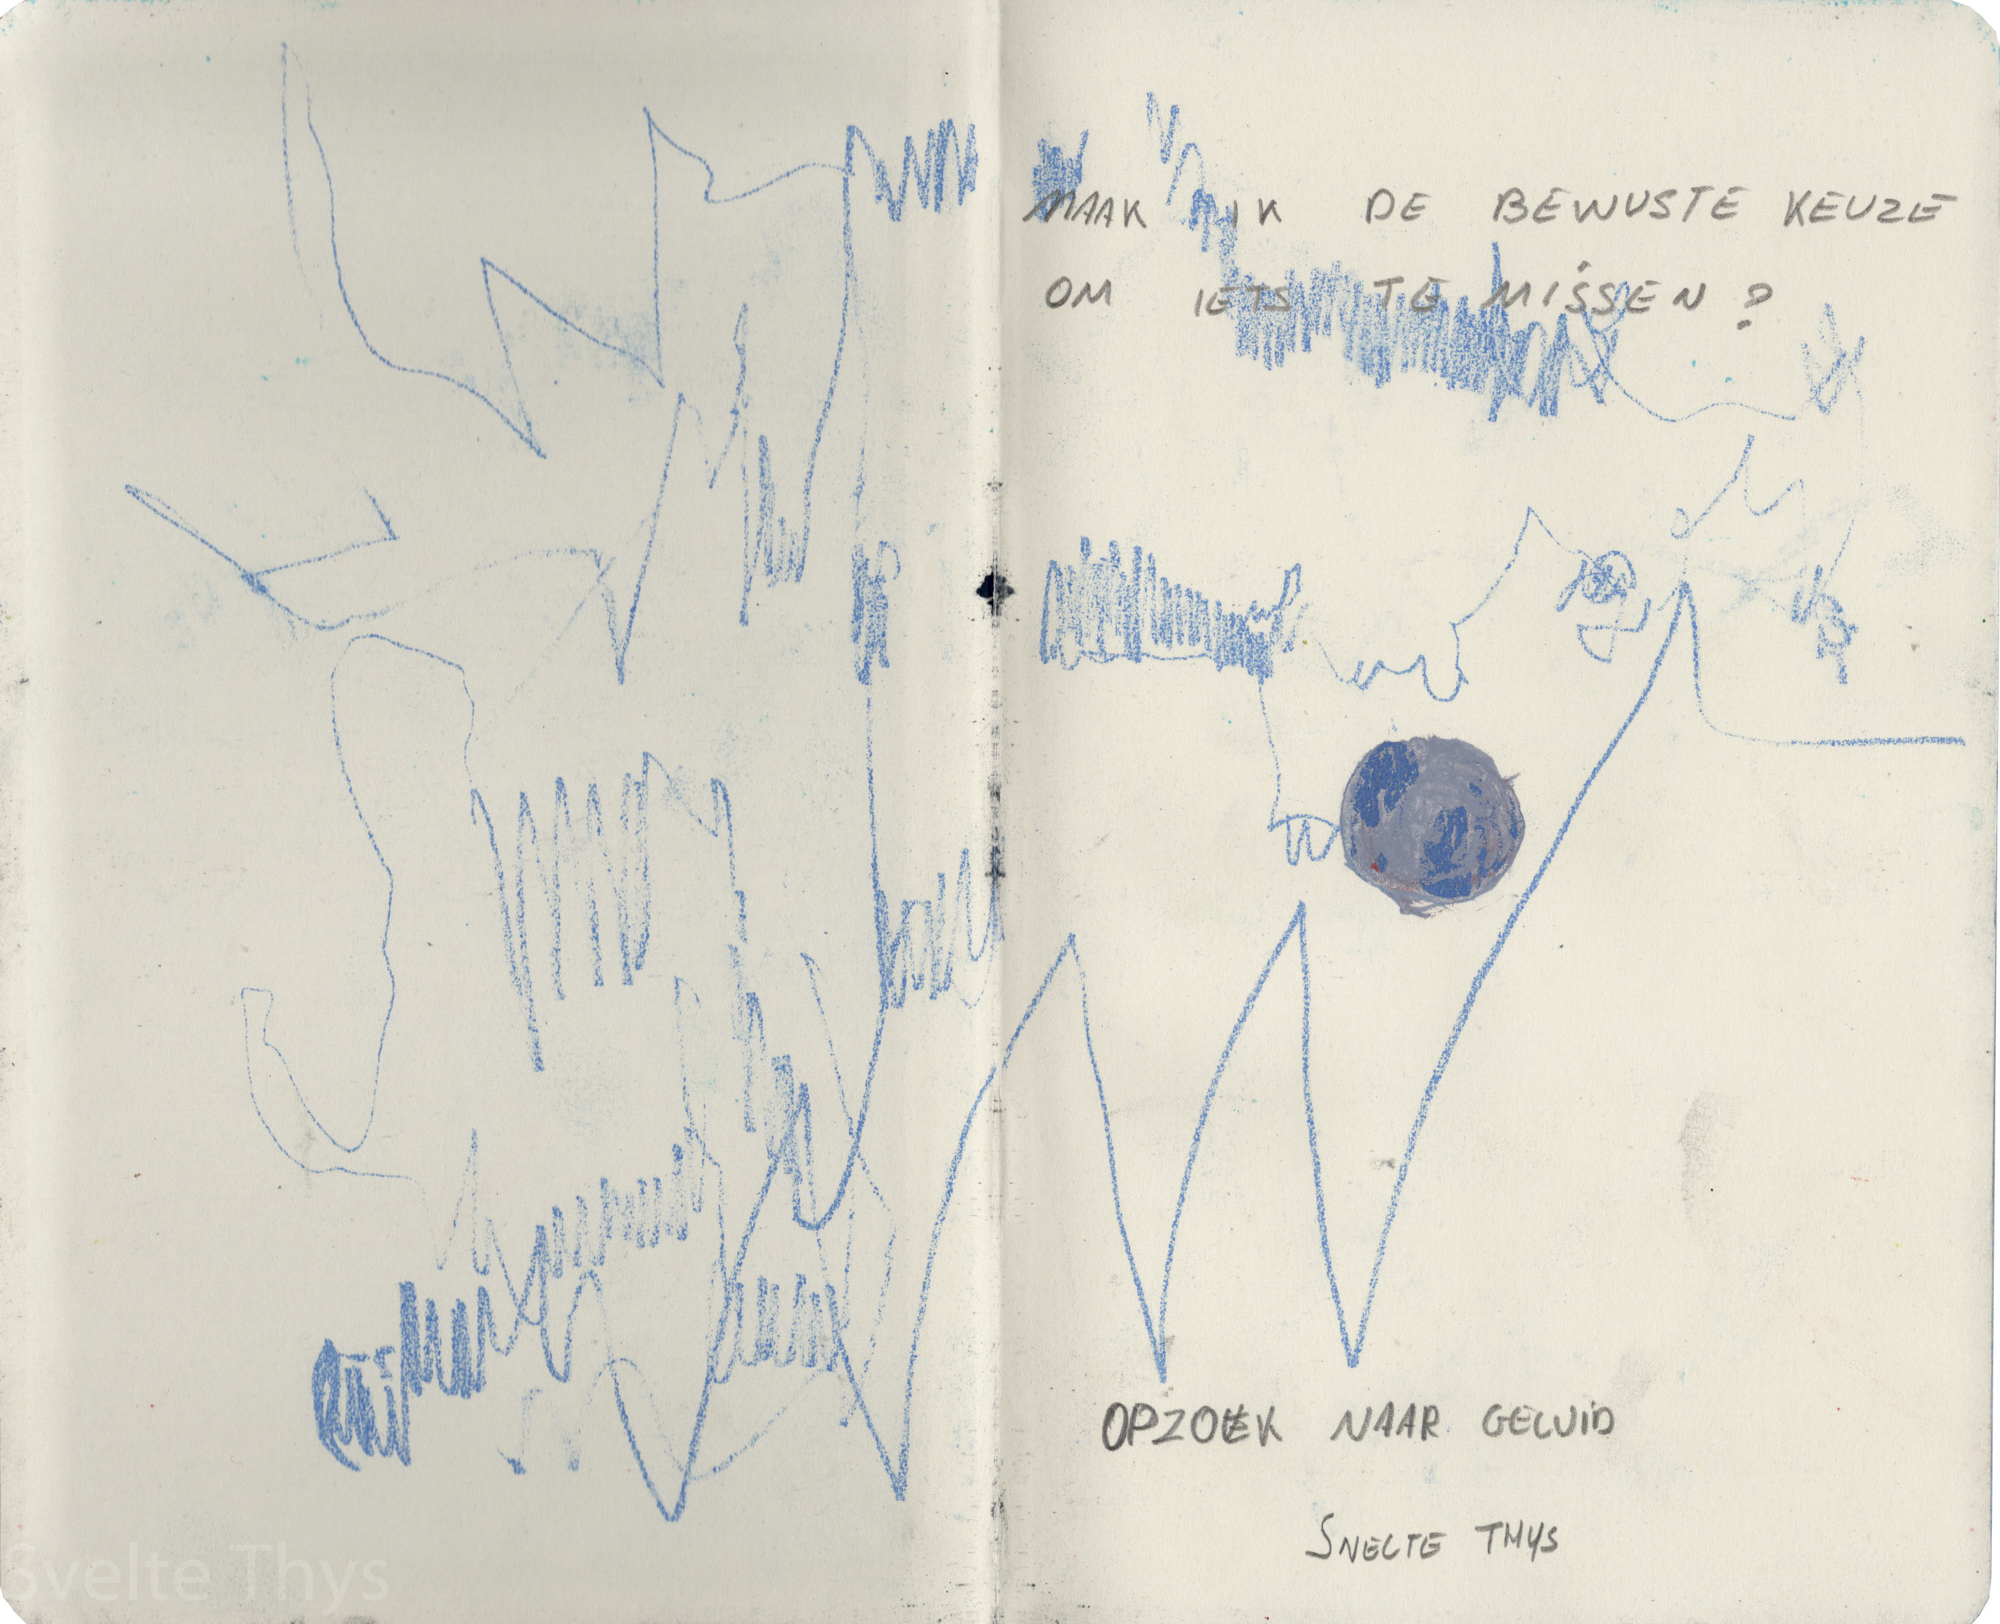 MAAK IK DE BEWUSTE KEUZE
OM IETS TE MISSEN ?
OPZOEK NAAR GELUID
SVELTE THYS
Svelte Thys